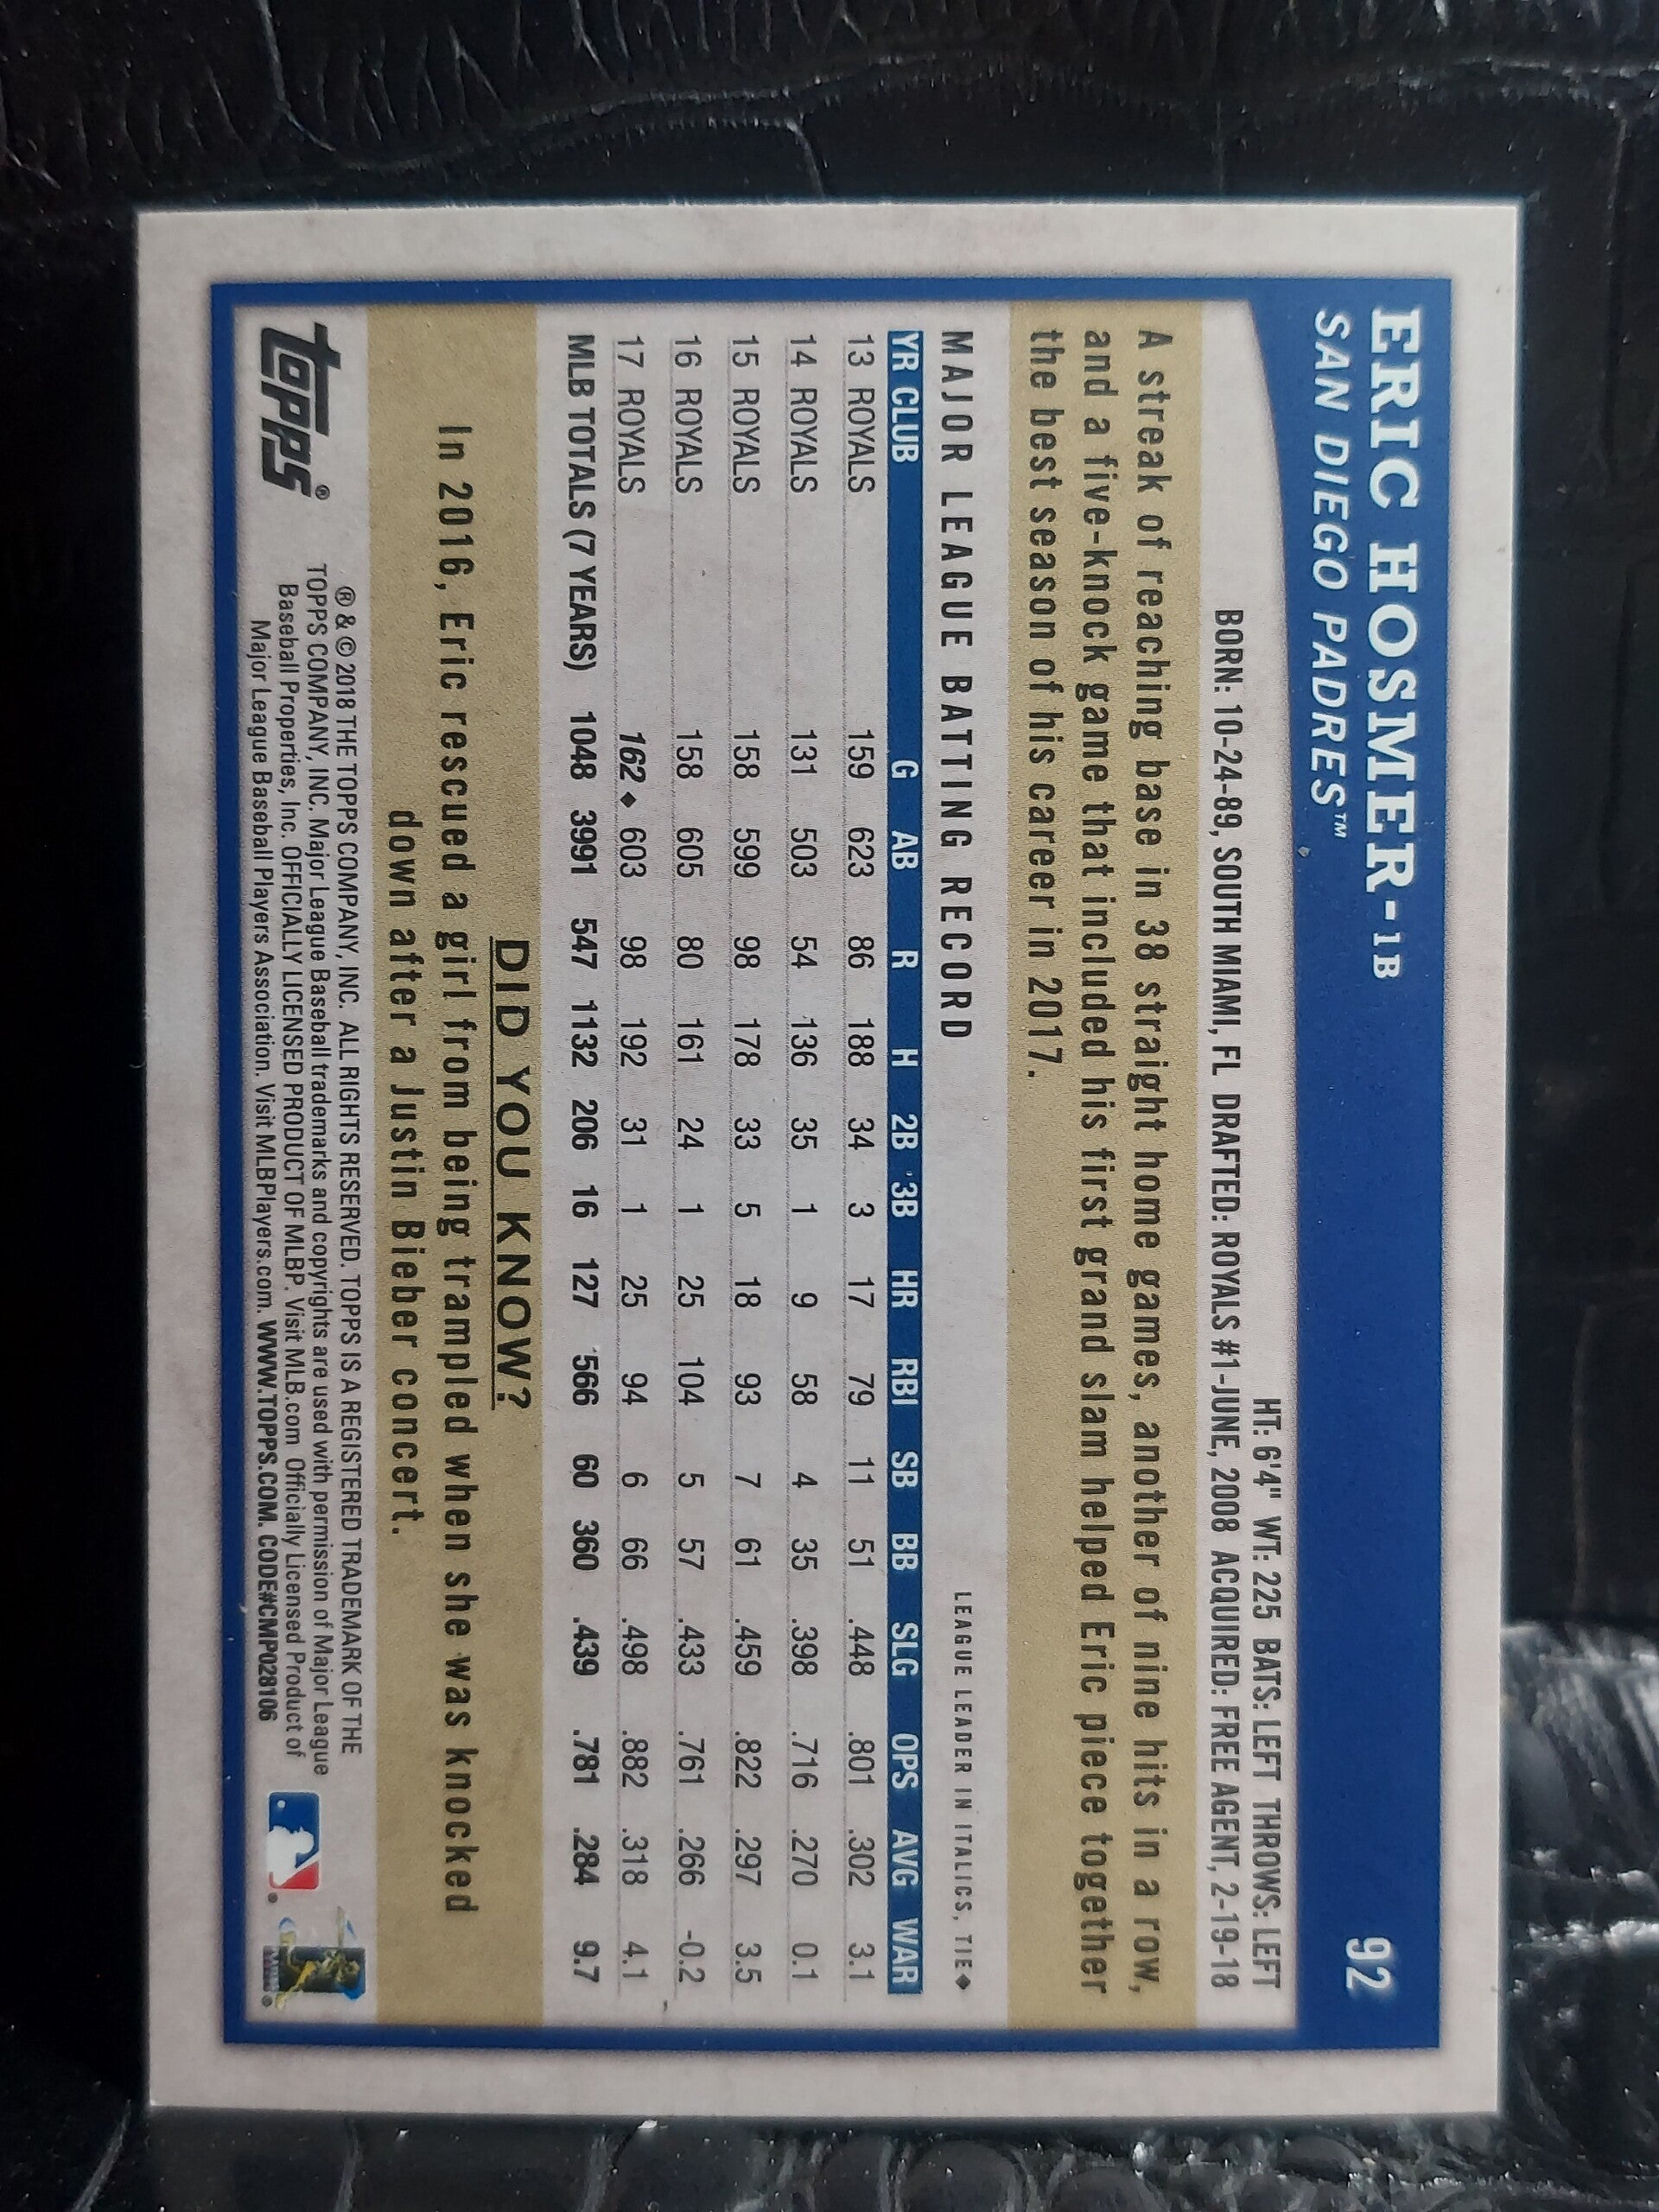 ERIC HOSMER-1B
92
SAN DIEGO PADRES™
HT: 6'4" WT: 225 BATS: LEFT THROWS: LEFT
BORN: 10-24-89, SOUTH MIAMI, FL DRAFTED: ROYALS #1-JUNE, 2008 ACQUIRED: FREE AGENT, 2-19-18
A streak of reaching base in 38 straight home games, another of nine hits in a row,
and a five-knock game that included his first grand slam helped Eric piece together
the best season of his career in 2017.
MAJOR LEAGUE BATTING RECORD LEAGUE LEADER IN ITALICS, TIE◆
YR CLUB G AB R H 2B 3B HR RBI SB BB SLG OPS AVG WAR
13 ROYALS 159 623 86 188 34 3 17 79 11 51 .448 .801 .302 3.1
14 ROYALS 131 503 54 136 35 1 9 58 4 35 .398 .716 .270 0.1
15 ROYALS 158 599 98 178 33 5 18 93 7 61 .459 .822 .297 3.5
16 ROYALS 158 605 80 161 24 1 25 104 5 57 .433 .761 .266 -0.2
17 ROYALS 162◆ 603 98 192 31 1 25 94 6 66 .498 .882 .318 4.1
MLB TOTALS (7 YEARS) 1048 3991 547 1132 206 16 127 566 60 360 .439 .781 .284 9.7
DID YOU KNOW?
In 2016, Eric rescued a girl from being trampled when she was knocked
down after a Justin Bieber concert.
topps®
® & © 2018 THE TOPPS COMPANY, INC. ALL RIGHTS RESERVED. TOPPS IS A REGISTERED TRADEMARK OF THE
TOPPS COMPANY, INC. Major League Baseball trademarks and copyrights are used with permission of Major League
Baseball Properties, Inc. OFFICIALLY LICENSED PRODUCT OF MLBP. Visit MLB.com Officially Licensed Product of
Major League Baseball Players Association. Visit MLBPlayers.com. WWW.TOPPS.COM. CODE#CMP028106